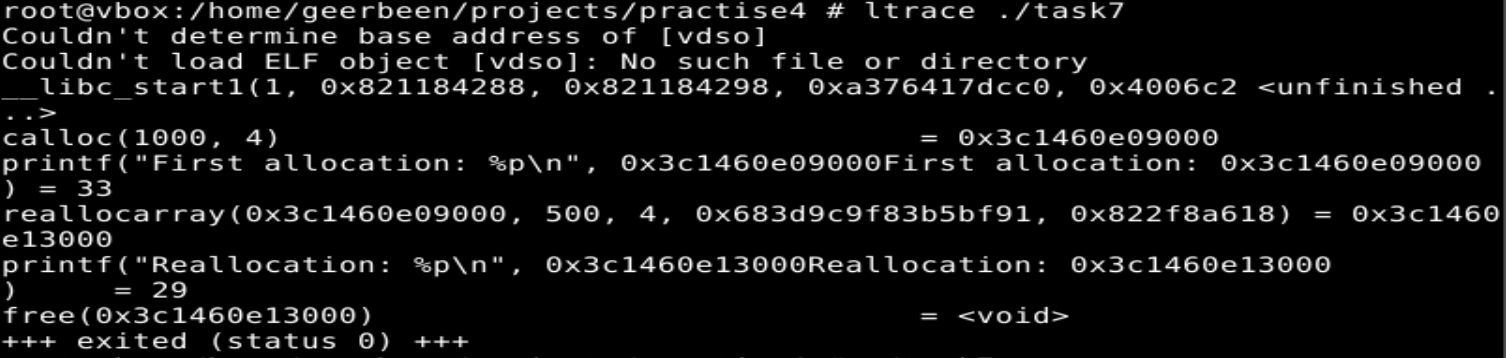 root@vbox:/home/geerbeen/projects/practise4 # ltrace ./task7
Couldn't determine base address of [vdso]
Couldn't load ELF object [vdso]: No such file or directory
__libc_start1(1, 0x821184288, 0x821184298, 0xa376417dcc0, 0x4006c2 <unfinished .
..>
calloc(1000, 4)                                  = 0x3c1460e09000
printf("First allocation: %p\n", 0x3c1460e09000First allocation: 0x3c1460e09000
) = 33
reallocarray(0x3c1460e09000, 500, 4, 0x683d9c9f83b5bf91, 0x822f8a618) = 0x3c1460
e13000
printf("Reallocation: %p\n", 0x3c1460e13000Reallocation: 0x3c1460e13000
)     = 29
free(0x3c1460e13000)                             = <void>
+++ exited (status 0) +++